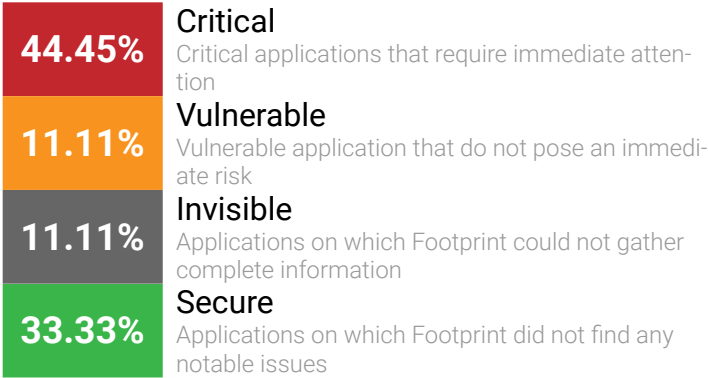 44.45%
Critical
Critical applications that require immediate atten-
tion
11.11%
Vulnerable
Vulnerable application that do not pose an immedi-
ate risk
11.11%
Invisible
Applications on which Footprint could not gather
complete information
33.33%
Secure
Applications on which Footprint did not find any
notable issues